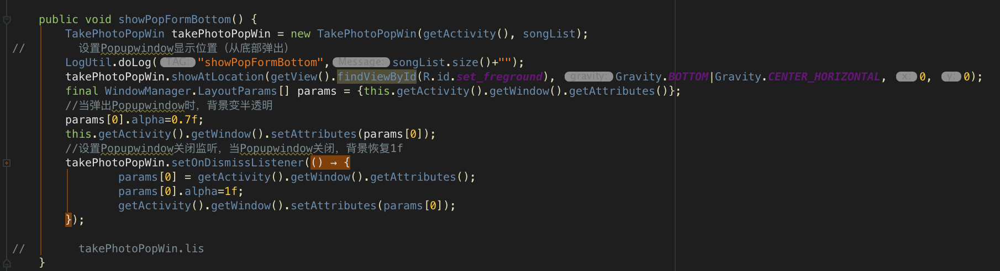 public void showPopFormBottom() {
TakePhotoPopWin takePhotoPopWin = new TakePhotoPopWin(getActivity(), songList);
// 设置Popupwindow显示位置（从底部弹出）
LogUtil.doLog( TAG: "showPopFormBottom", Message: songList.size()+"");
takePhotoPopWin.showAtLocation(getView().findViewById(R.id.set_freground), gravity: Gravity.BOTTOM|Gravity.CENTER_HORIZONTAL, x: 0, y: 0);
final WindowManager.LayoutParams[] params = {this.getActivity().getWindow().getAttributes()};
//当弹出Popupwindow时，背景变半透明
params[0].alpha=0.7f;
this.getActivity().getWindow().setAttributes(params[0]);
//设置Popupwindow关闭监听，当Popupwindow关闭，背景恢复1f
takePhotoPopWin.setOnDismissListener(() → {
params[0] = getActivity().getWindow().getAttributes();
params[0].alpha=1f;
getActivity().getWindow().setAttributes(params[0]);
});
// takePhotoPopWin.lis
}